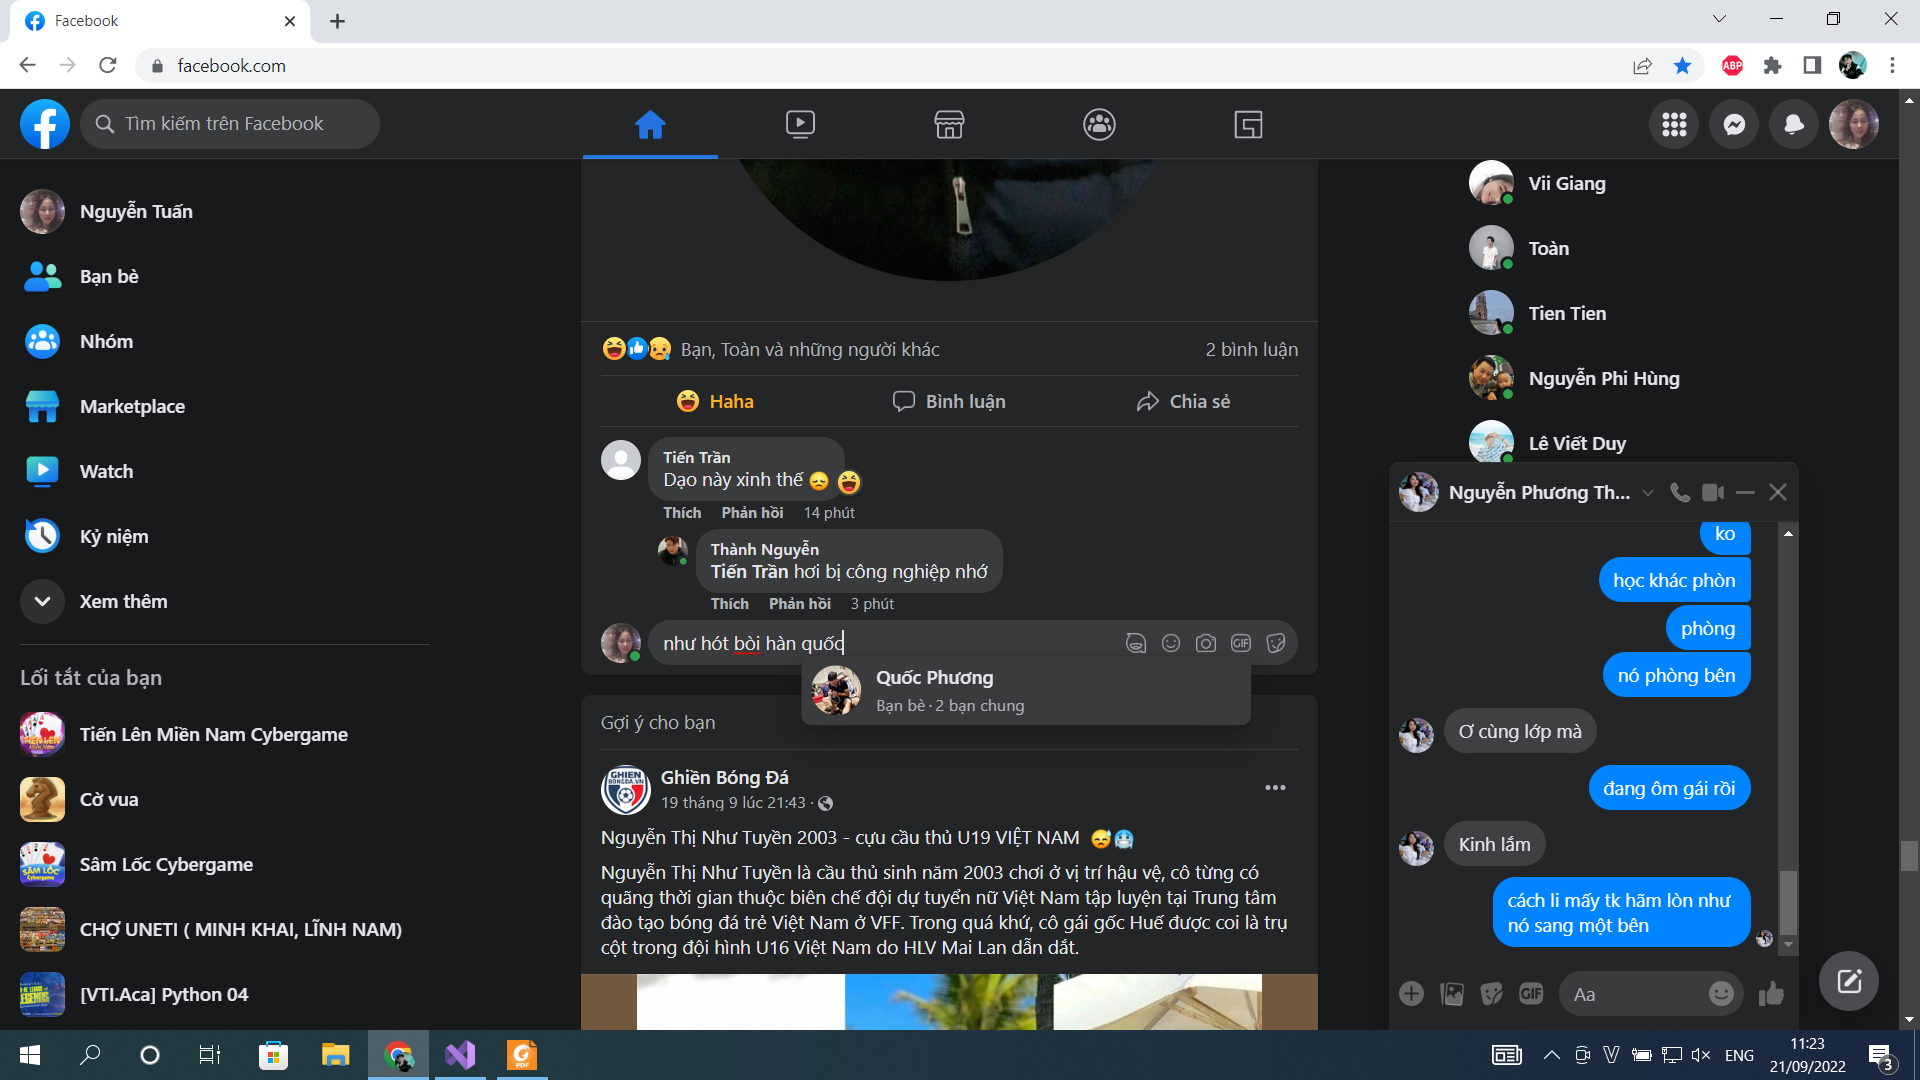 Facebook
facebook.com
ABP
Tìm kiếm trên Facebook
Nguyễn Tuấn
Bạn bè
Nhóm
Marketplace
Watch
Kỷ niệm
Xem thêm
Lối tắt của bạn
Tiến Lên Miền Nam Cybergame
Cờ vua
Sâm Lốc Cybergame
CHỢ UNETI ( MINH KHAI, LĨNH NAM)
[VTI.Aca] Python 04
Bạn, Toàn và những người khác
2 bình luận
Haha
Bình luận
Chia sẻ
Tiến Trần
Dạo này xinh thế
Thích Phản hồi 14 phút
Thành Nguyễn
Tiến Trần hơi bị công nghiệp nhớ
Thích Phản hồi 3 phút
như hót bòi hàn quốc
GIF
Quốc Phương
Bạn bè · 2 bạn chung
Gợi ý cho bạn
GHIEN
BONGDA.VN
Ghiền Bóng Đá
19 tháng 9 lúc 21:43 ·
Nguyễn Thị Như Tuyền 2003 - cựu cầu thủ U19 VIỆT NAM
Nguyễn Thị Như Tuyền là cầu thủ sinh năm 2003 chơi ở vị trí hậu vệ, cô từng có
quãng thời gian thuộc biên chế đội dự tuyển nữ Việt Nam tập luyện tại Trung tâm
đào tạo bóng đá trẻ Việt Nam ở VFF. Trong quá khứ, cô gái gốc Huế được coi là trụ
cột trong đội hình U16 Việt Nam do HLV Mai Lan dẫn dắt.
Vii Giang
Toàn
Tien Tien
Nguyễn Phi Hùng
Lê Viết Duy
Nguyễn Phương Th...
ko
học khác phòn
phòng
nó phòng bên
Ơ cùng lớp mà
đang ôm gái rồi
Kinh lắm
cách li mấy tk hãm lòn như
nó sang một bên
GIF
Aa
PDF
ENG
11:23
21/09/2022
3